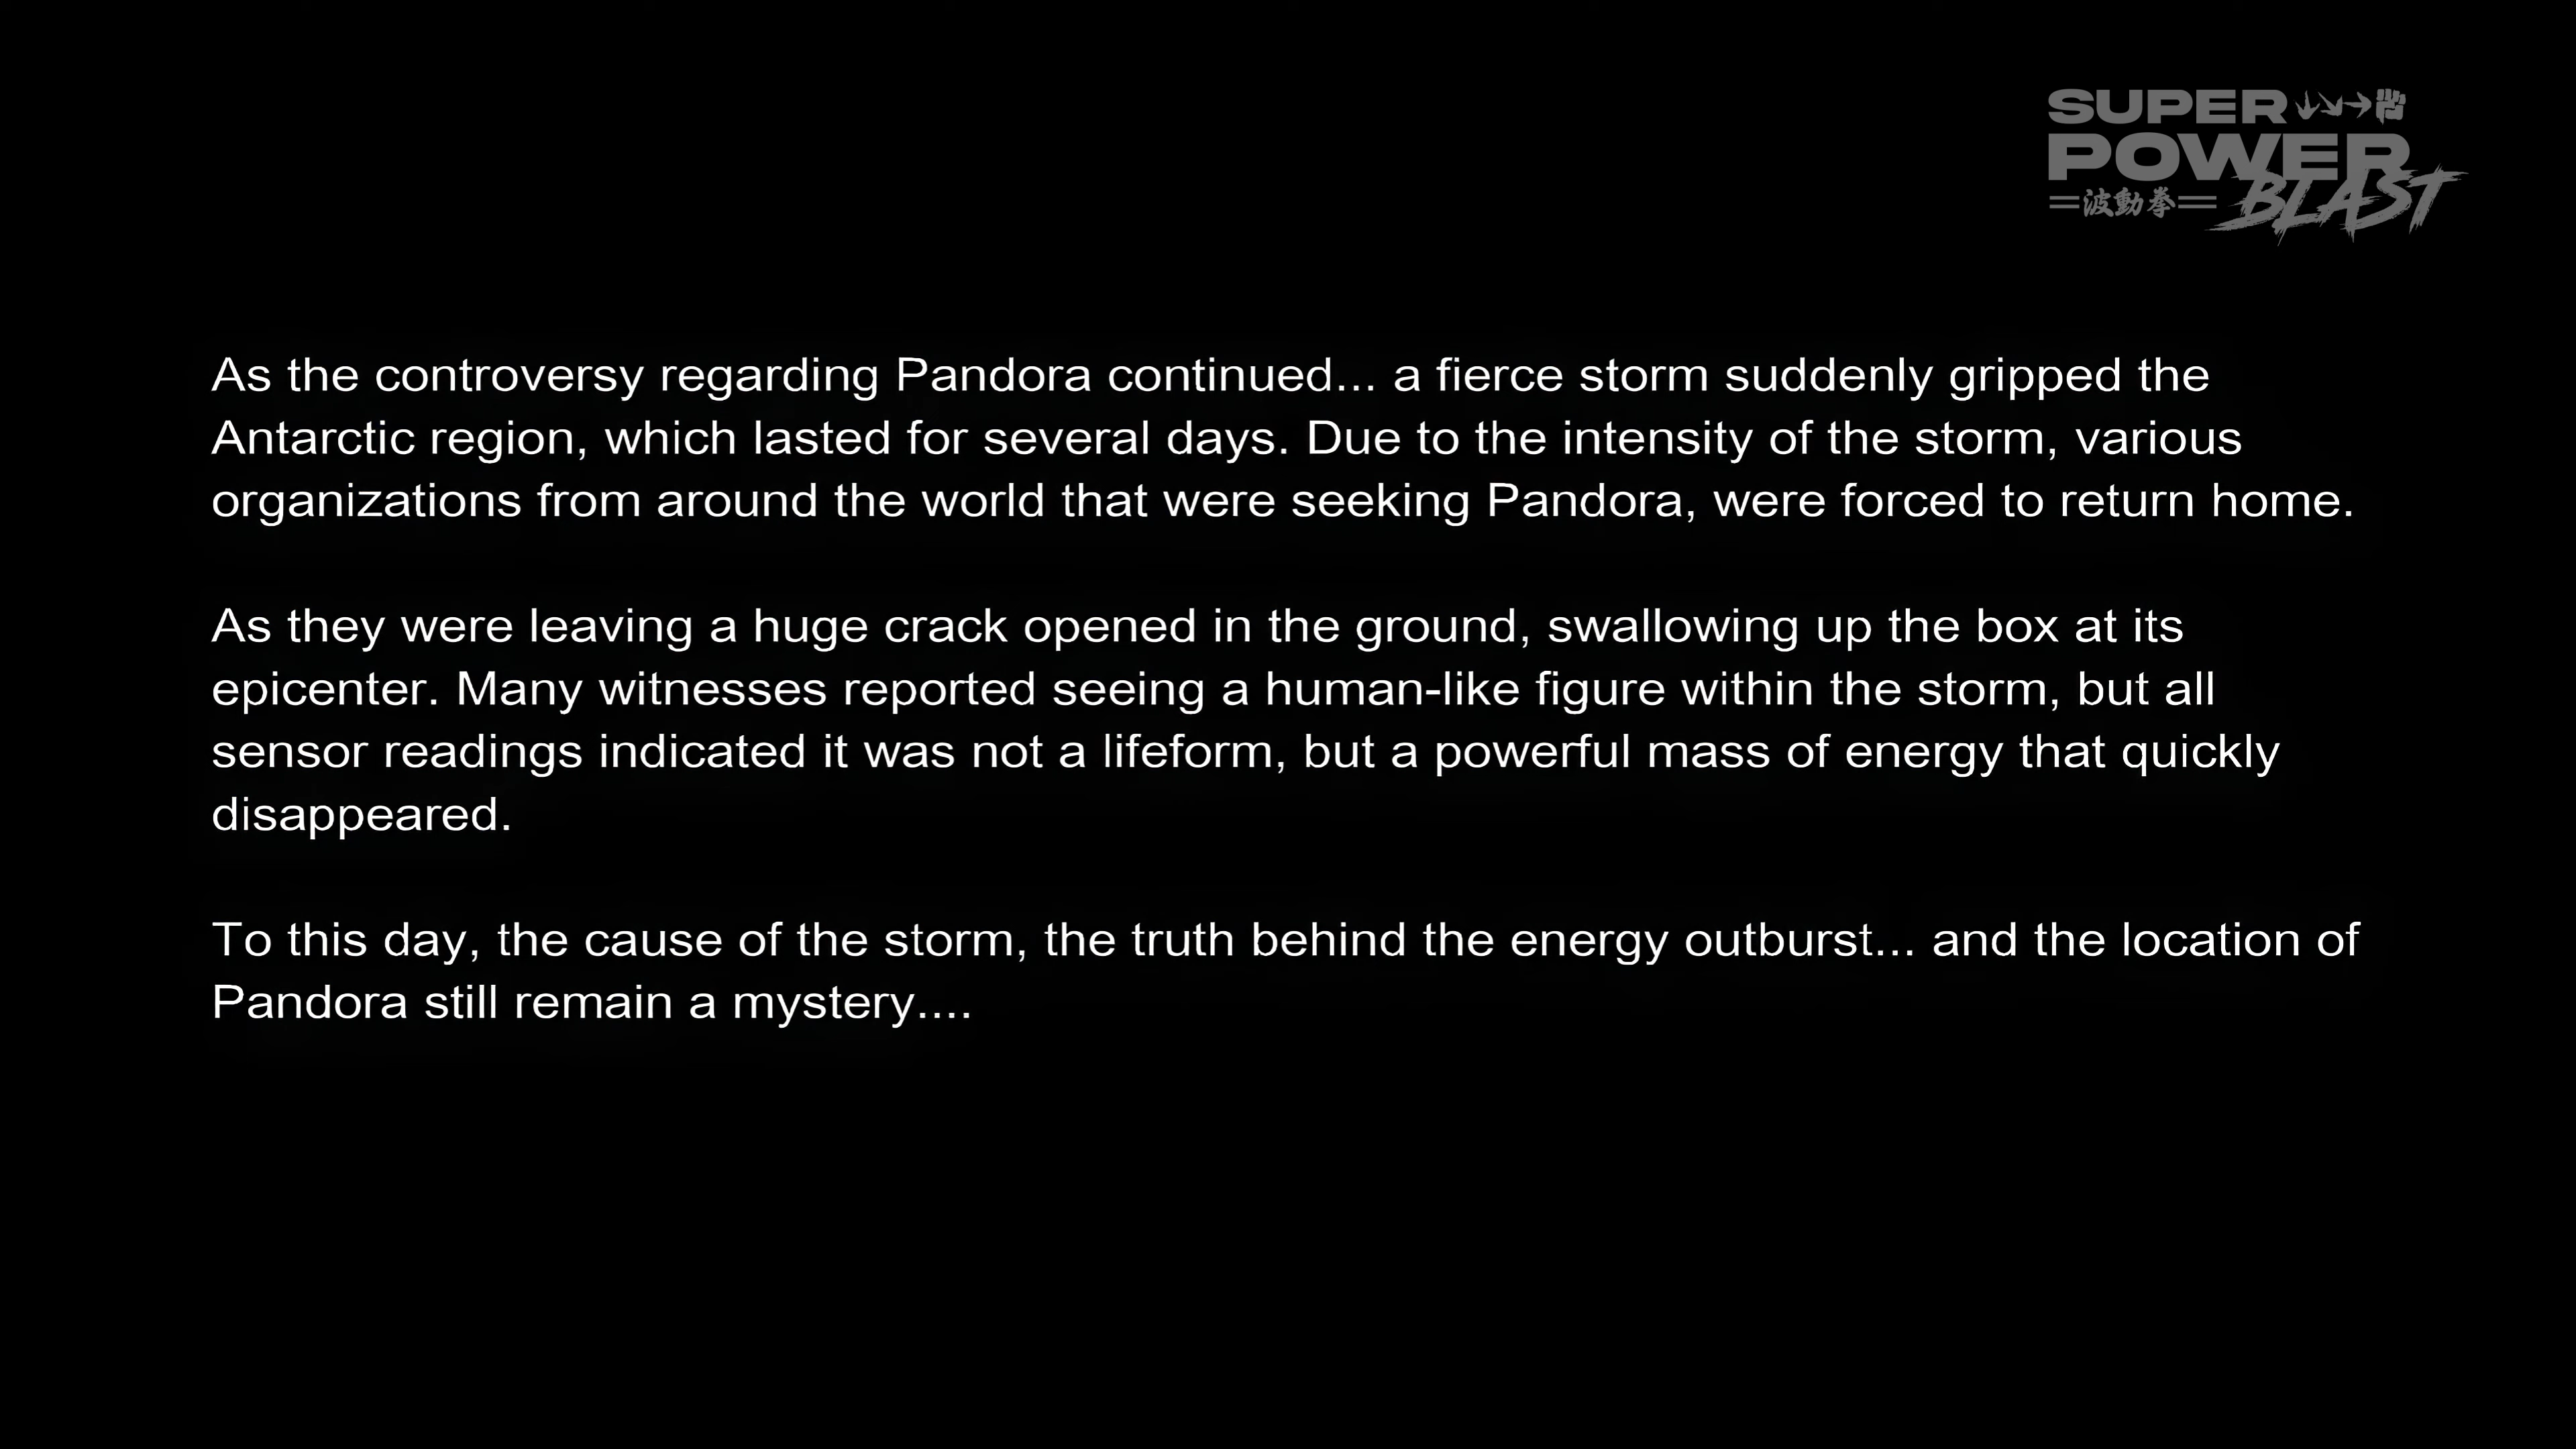 SUPER
POWER
BLAST
波動拳
As the controversy regarding Pandora continued... a fierce storm suddenly gripped the
Antarctic region, which lasted for several days. Due to the intensity of the storm, various
organizations from around the world that were seeking Pandora, were forced to return home.
As they were leaving a huge crack opened in the ground, swallowing up the box at its
epicenter. Many witnesses reported seeing a human-like figure within the storm, but all
sensor readings indicated it was not a lifeform, but a powerful mass of energy that quickly
disappeared.
To this day, the cause of the storm, the truth behind the energy outburst... and the location of
Pandora still remain a mystery....